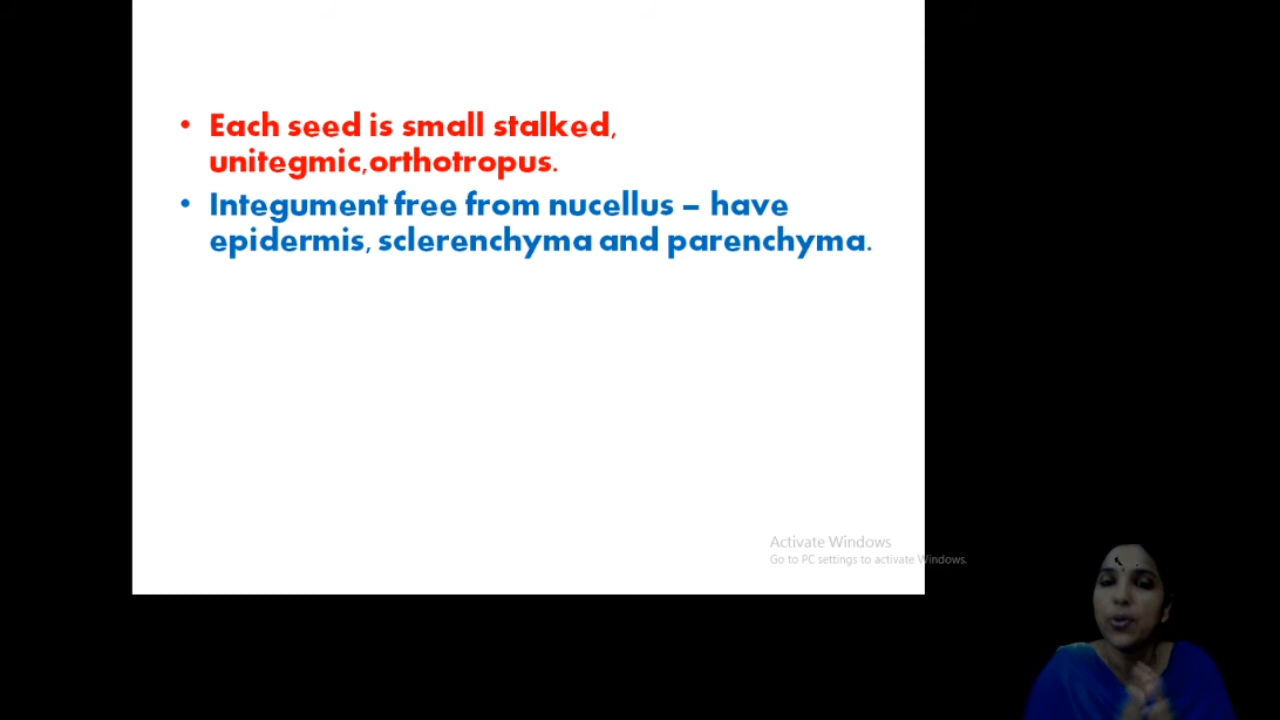 • Each seed is small stalked,
unitegmic,orthotropus.
• Integument free from nucellus – have
epidermis, sclerenchyma and parenchyma.
Activate Windows
Go to PC settings to activate Windows.